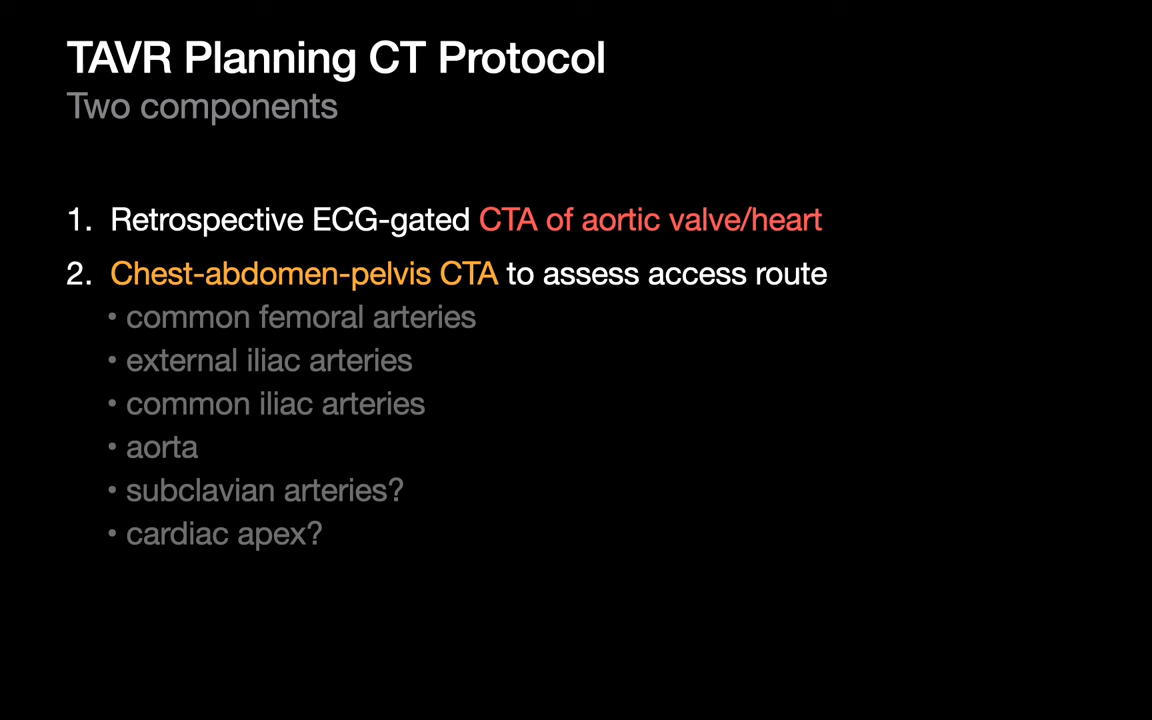 TAVR Planning CT Protocol
Two components
1. Retrospective ECG-gated CTA of aortic valve/heart
2. Chest-abdomen-pelvis CTA to assess access route
• common femoral arteries
• external iliac arteries
• common iliac arteries
• aorta
• subclavian arteries?
• cardiac apex?